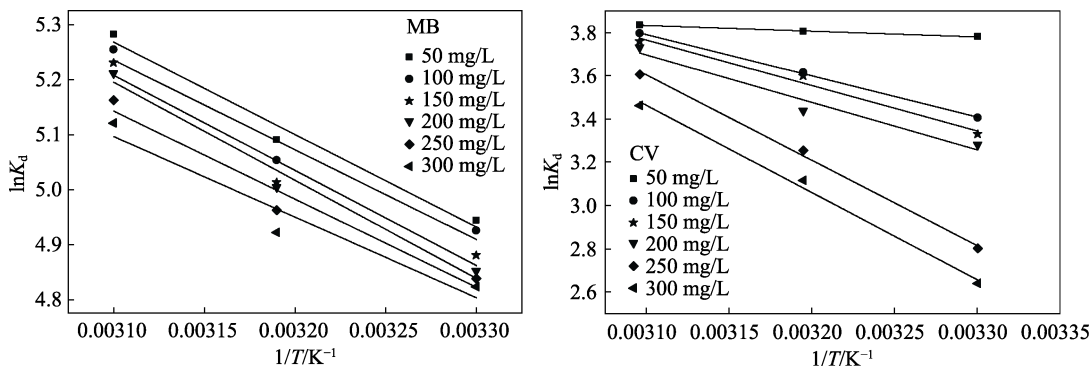 MB
50 mg/L
100 mg/L
150 mg/L
200 mg/L
250 mg/L
300 mg/L
5.3
5.2
5.1
5.0
4.9
4.8
lnKd
0.00310
0.00315
0.00320
0.00325
0.00330
1/T/K⁻¹
3.8
3.6
3.4
3.2
3.0
2.8
2.6
lnKd
CV
50 mg/L
100 mg/L
150 mg/L
200 mg/L
250 mg/L
300 mg/L
0.00310
0.00315
0.00320
0.00325
0.00330
0.00335
1/T/K⁻¹